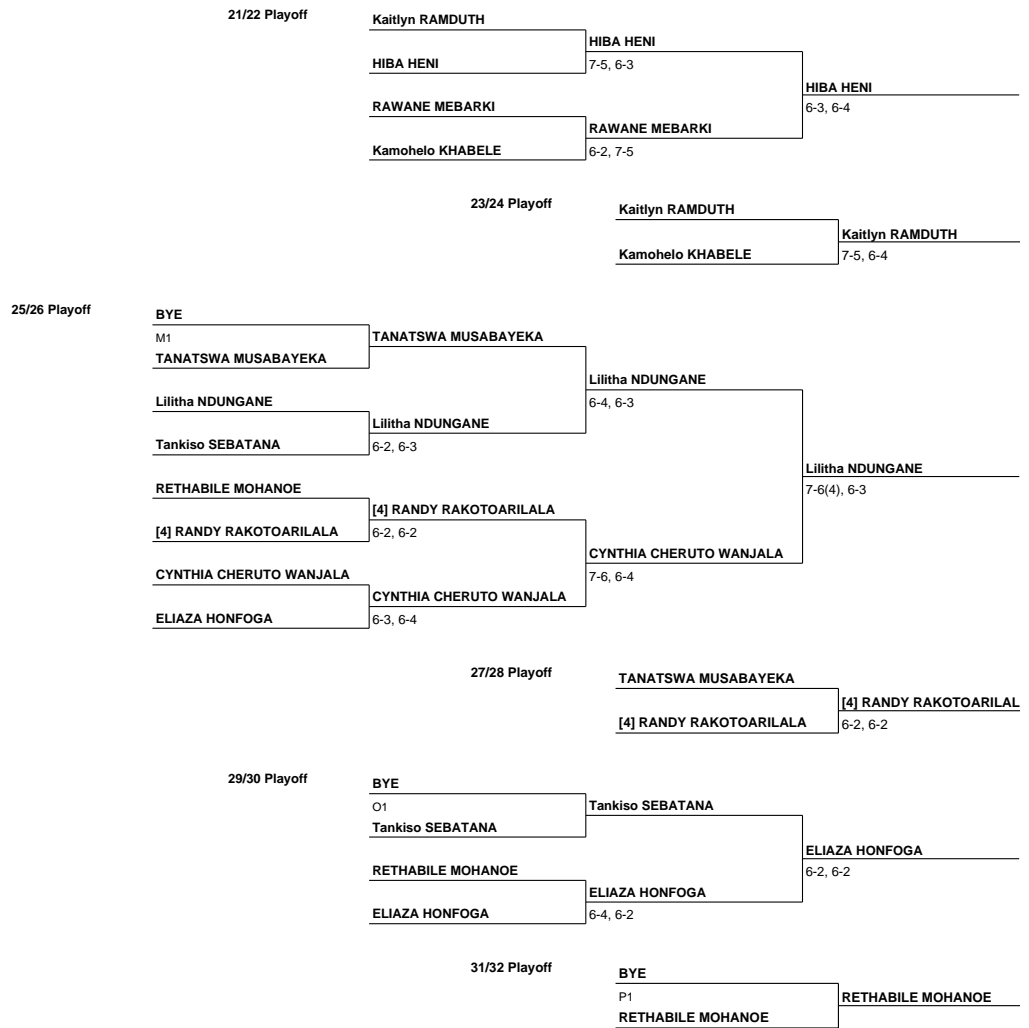 21/22 Playoff
Kaitlyn RAMDUTH
HIBA HENI
HIBA HENI
7-5, 6-3
HIBA HENI
6-3, 6-4
RAWANE MEBARKI
RAWANE MEBARKI
Kamohelo KHABELE
6-2, 7-5
23/24 Playoff
Kaitlyn RAMDUTH
Kaitlyn RAMDUTH
Kamohelo KHABELE
7-5, 6-4
25/26 Playoff
BYE
M1
TANATSWA MUSABAYEKA
TANATSWA MUSABAYEKA
Lilitha NDUNGANE
6-4, 6-3
Lilitha NDUNGANE
Lilitha NDUNGANE
Tankiso SEBATANA
6-2, 6-3
Lilitha NDUNGANE
7-6(4), 6-3
RETHABILE MOHANOE
[4] RANDY RAKOTOARILALA
[4] RANDY RAKOTOARILALA
6-2, 6-2
CYNTHIA CHERUTO WANJALA
7-6, 6-4
CYNTHIA CHERUTO WANJALA
CYNTHIA CHERUTO WANJALA
ELIAZA HONFOGA
6-3, 6-4
27/28 Playoff
TANATSWA MUSABAYEKA
[4] RANDY RAKOTOARILAL
[4] RANDY RAKOTOARILALA
6-2, 6-2
29/30 Playoff
BYE
O1
Tankiso SEBATANA
Tankiso SEBATANA
ELIAZA HONFOGA
6-2, 6-2
RETHABILE MOHANOE
ELIAZA HONFOGA
ELIAZA HONFOGA
6-4, 6-2
31/32 Playoff
BYE
P1
RETHABILE MOHANOE
RETHABILE MOHANOE